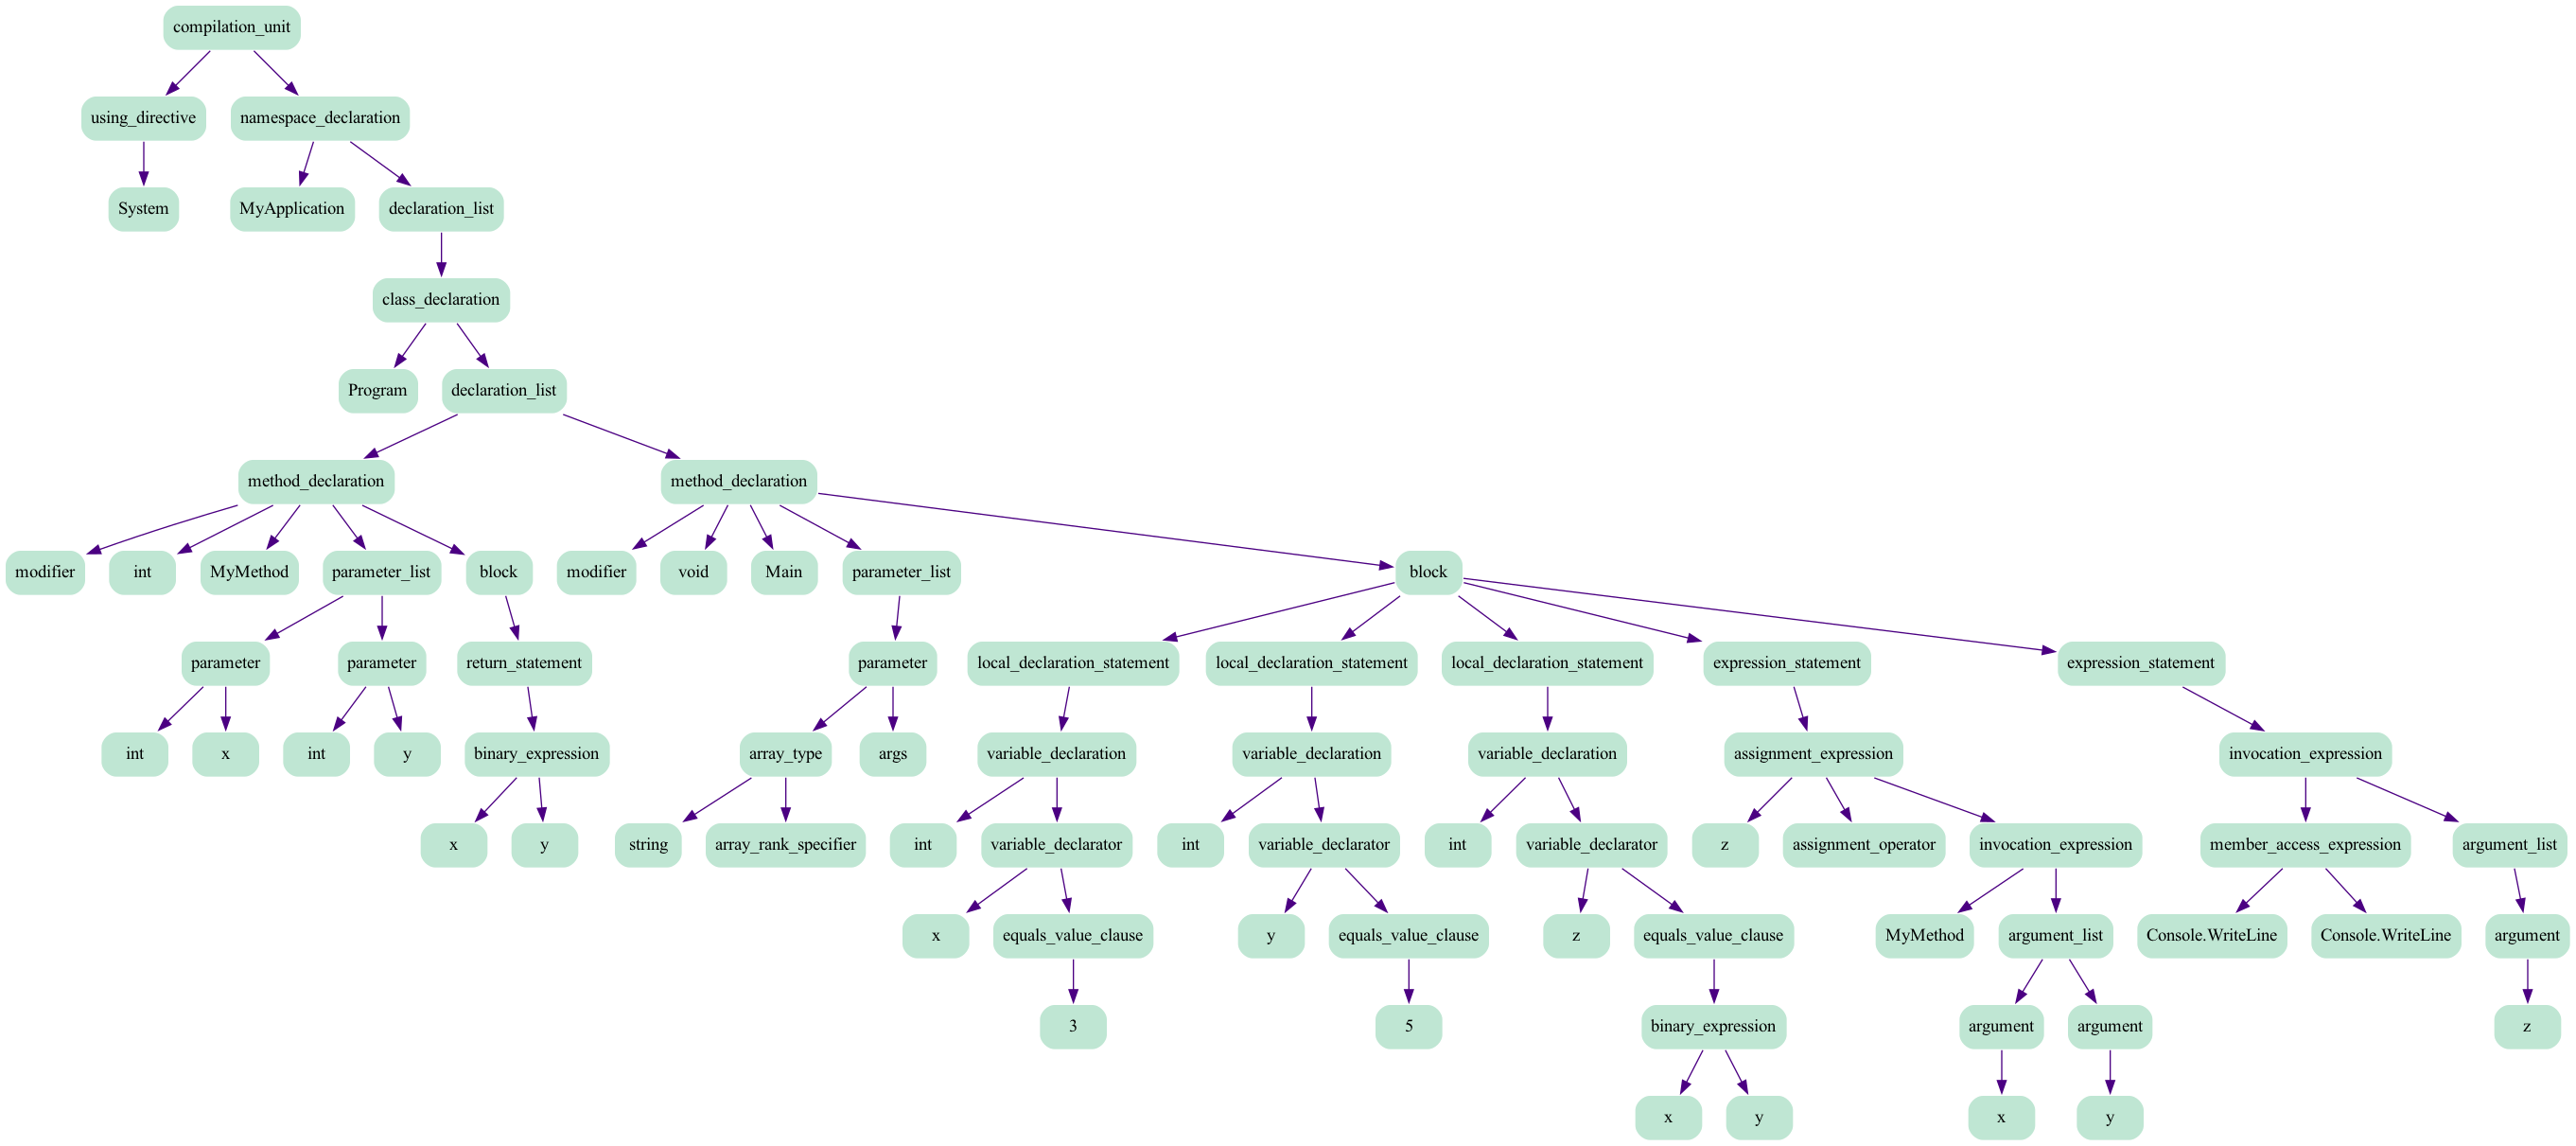 compilation_unit
using_directive
namespace_declaration
System
MyApplication
declaration_list
class_declaration
Program
declaration_list
method_declaration
method_declaration
modifier
int
MyMethod
parameter_list
block
modifier
void
Main
parameter_list
block
parameter
parameter
return_statement
parameter
local_declaration_statement
local_declaration_statement
local_declaration_statement
expression_statement
expression_statement
int
x
int
y
binary_expression
array_type
args
variable_declaration
variable_declaration
variable_declaration
assignment_expression
invocation_expression
x
y
string
array_rank_specifier
int
variable_declarator
int
variable_declarator
int
variable_declarator
z
assignment_operator
invocation_expression
member_access_expression
argument_list
x
equals_value_clause
y
equals_value_clause
z
equals_value_clause
MyMethod
argument_list
Console.WriteLine
Console.WriteLine
argument
3
5
binary_expression
argument
argument
z
x
y
x
y